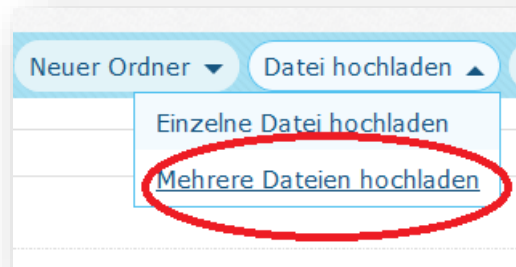 Neuer Ordner Datei hochladen
Einzelne Datei hochladen
Mehrere Dateien hochladen